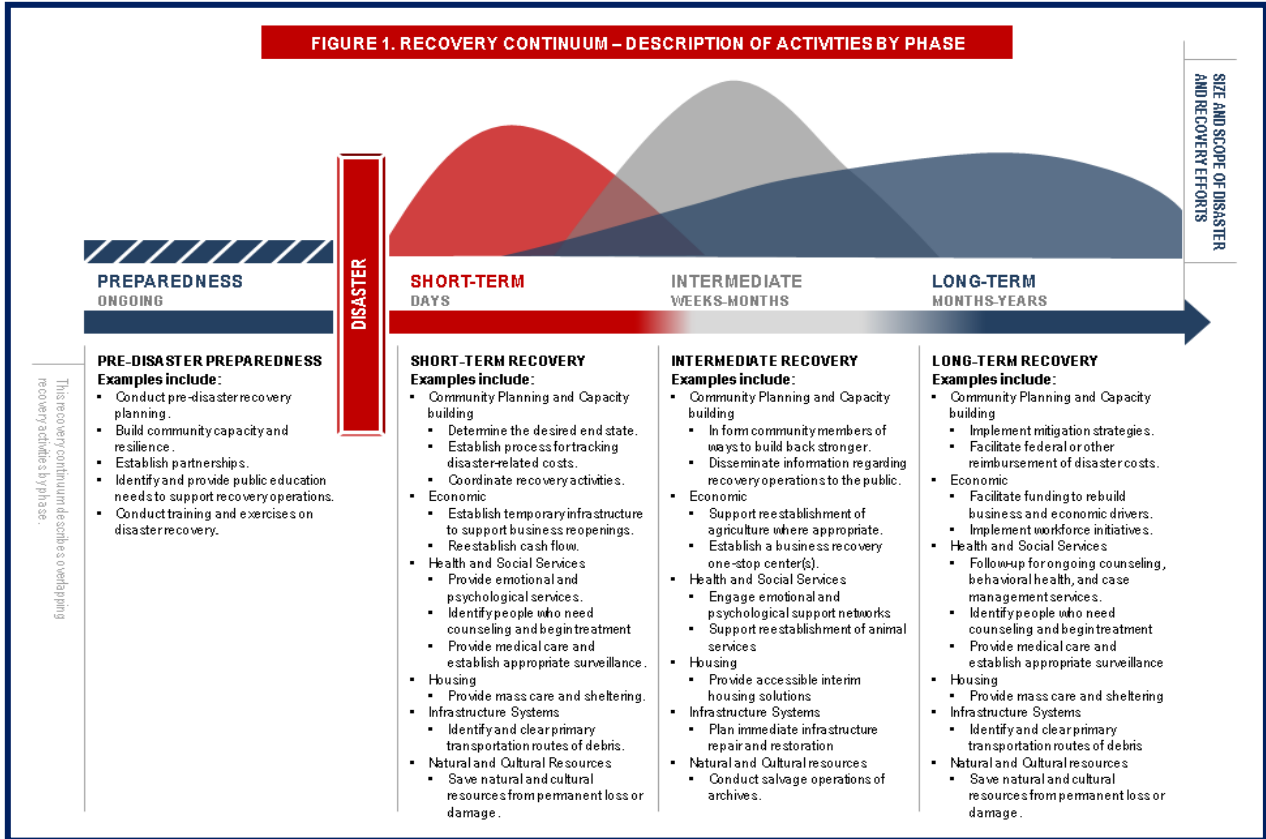 FIGURE 1. RECOVERY CONTINUUM – DESCRIPTION OF ACTIVITIES BY PHASE
SIZE AND SCOPE OF DISASTER
AND RECOVERY EFFORTS
DISASTER
PREPAREDNESS
ONGOING
SHORT-TERM
DAYS
INTERMEDIATE
WEEKS-MONTHS
LONG-TERM
MONTHS-YEARS
This recovery continuum describes overlapping
recovery activities by phase.
PRE-DISASTER PREPAREDNESS
Examples include:
▪ Conduct pre-disaster recovery
planning.
▪ Build community capacity and
resilience.
▪ Establish partnerships.
▪ Identify and provide public education
needs to support recovery operations.
▪ Conduct training and exercises on
disaster recovery.
SHORT-TERM RECOVERY
Examples include:
▪ Community Planning and Capacity
building
▪ Determine the desired end state.
▪ Establish process for tracking
disaster-related costs.
▪ Coordinate recovery activities.
▪ Economic
▪ Establish temporary infrastructure
to support business reopenings.
▪ Reestablish cash flow.
▪ Health and Social Services
▪ Provide emotional and
psychological services.
▪ Identify people who need
counseling and begin treatment
▪ Provide medical care and
establish appropriate surveillance.
▪ Housing
▪ Provide mass care and sheltering.
▪ Infrastructure Systems
▪ Identify and clear primary
transportation routes of debris.
▪ Natural and Cultural Resources
▪ Save natural and cultural
resources from permanent loss or
damage.
INTERMEDIATE RECOVERY
Examples include:
▪ Community Planning and Capacity
building
▪ Inform community members of
ways to build back stronger.
▪ Disseminate information regarding
recovery operations to the public.
▪ Economic
▪ Support reestablishment of
agriculture where appropriate.
▪ Establish a business recovery
one-stop center(s).
▪ Health and Social Services
▪ Engage emotional and
psychological support networks
▪ Support reestablishment of animal
services
▪ Housing
▪ Provide accessible interim
housing solutions
▪ Infrastructure Systems
▪ Plan immediate infrastructure
repair and restoration
▪ Natural and Cultural resources
▪ Conduct salvage operations of
archives.
LONG-TERM RECOVERY
Examples include:
▪ Community Planning and Capacity
building
▪ Implement mitigation strategies.
▪ Facilitate federal or other
reimbursement of disaster costs.
▪ Economic
▪ Facilitate funding to rebuild
business and economic drivers.
▪ Implement workforce initiatives.
▪ Health and Social Services
▪ Follow-up for ongoing counseling,
behavioral health, and case
management services.
▪ Identify people who need
counseling and begin treatment
▪ Provide medical care and
establish appropriate surveillance
▪ Housing
▪ Provide mass care and sheltering
▪ Infrastructure Systems
▪ Identify and clear primary
transportation routes of debris
▪ Natural and Cultural resources
▪ Save natural and cultural
resources from permanent loss or
damage.